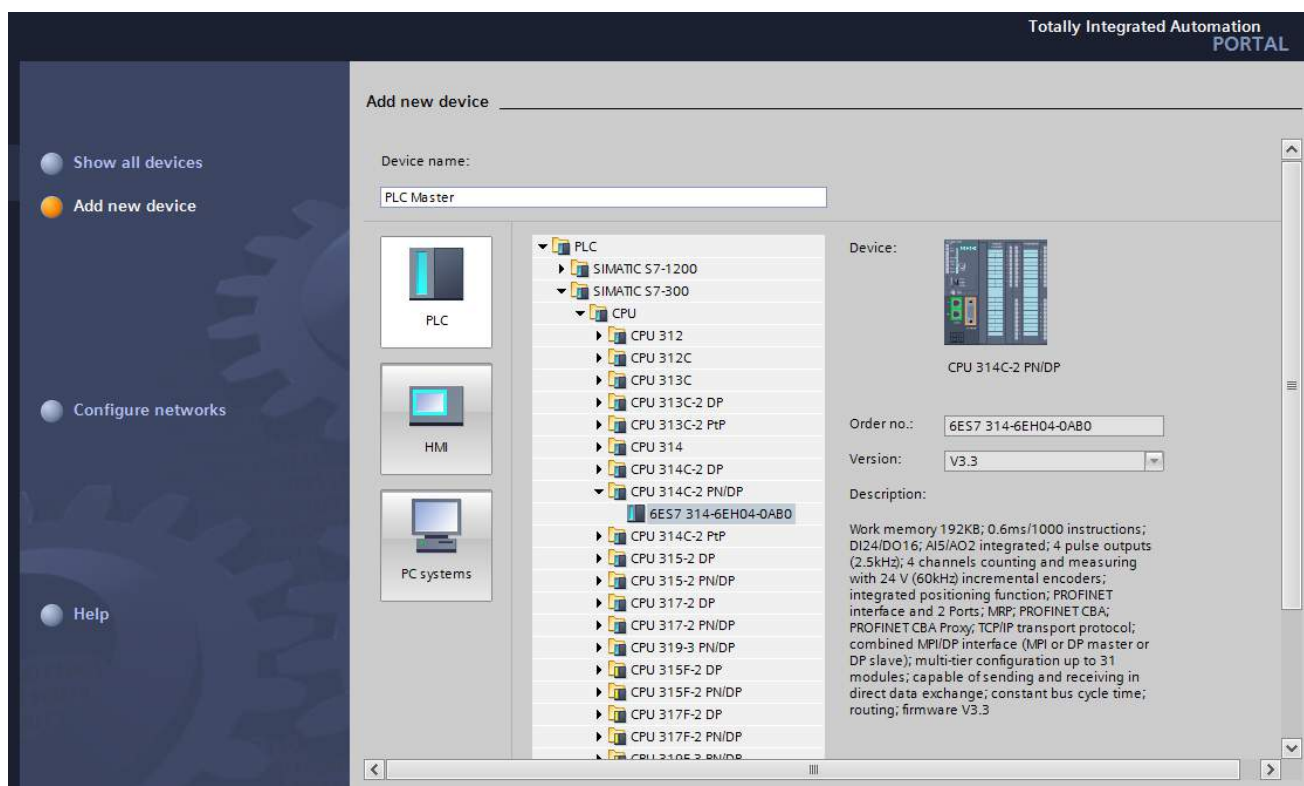 Totally Integrated Automation
PORTAL
Show all devices
Add new device
Configure networks
Help
Add new device
Device name:
PLC Master
PLC
HMI
PC systems
PLC
SIMATIC S7-1200
SIMATIC S7-300
CPU
CPU 312
CPU 312C
CPU 313C
CPU 313C-2 DP
CPU 313C-2 PtP
CPU 314
CPU 314C-2 DP
CPU 314C-2 PN/DP
6ES7 314-6EH04-0AB0
CPU 314C-2 PtP
CPU 315-2 DP
CPU 315-2 PN/DP
CPU 317-2 DP
CPU 317-2 PN/DP
CPU 319-3 PN/DP
CPU 315F-2 DP
CPU 315F-2 PN/DP
CPU 317F-2 DP
CPU 317F-2 PN/DP
CPU 319F-3 PN/DP
Device:
CPU 314C-2 PN/DP
Order no.:
6ES7 314-6EH04-0AB0
Version:
V3.3
Description:
Work memory 192KB; 0.6ms/1000 instructions;
DI24/DO16; AI5/AO2 integrated; 4 pulse outputs
(2.5kHz); 4 channels counting and measuring
with 24 V (60kHz) incremental encoders;
integrated positioning function; PROFINET
interface and 2 Ports; MRP; PROFINET CBA;
PROFINET CBA Proxy; TCP/IP transport protocol;
combined MPI/DP interface (MPI or DP master or
DP slave); multi-tier configuration up to 31
modules; capable of sending and receiving in
direct data exchange; constant bus cycle time;
routing; firmware V3.3